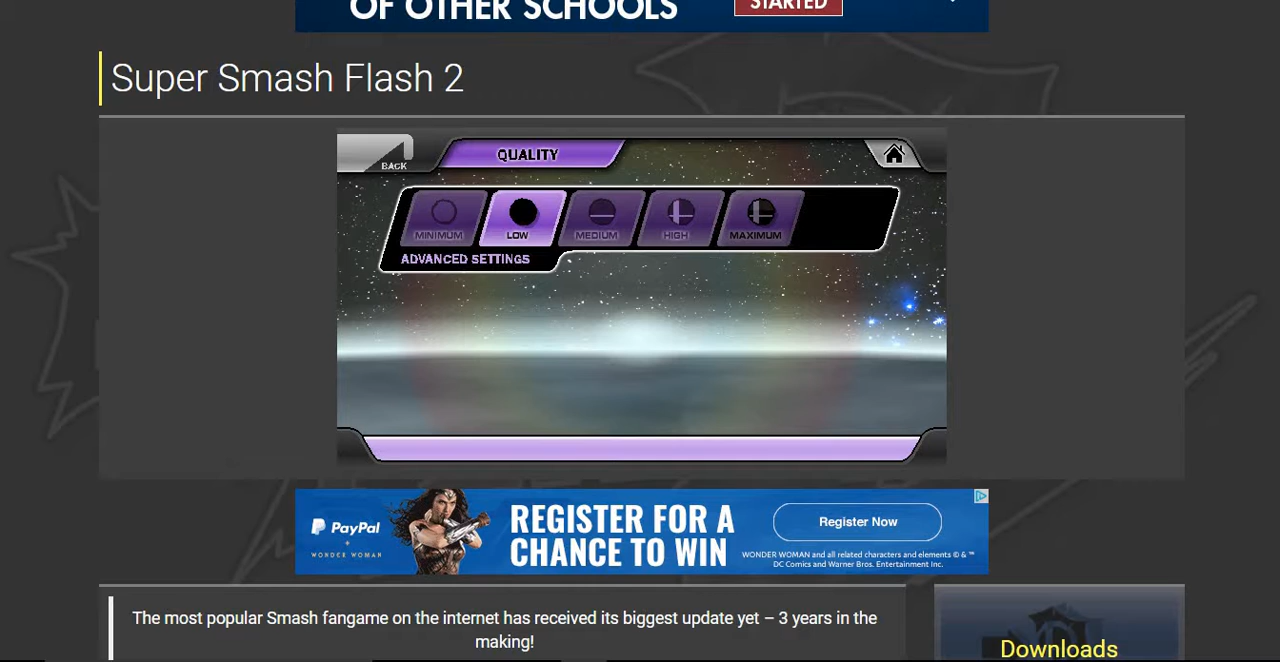 OF OTHER SCHOOLS
STARTED
Super Smash Flash 2
BACK
QUALITY
MINIMUM
LOW
MEDIUM
HIGH
MAXIMUM
ADVANCED SETTINGS
PayPal
+
WONDER WOMAN
REGISTER FOR A
CHANCE TO WIN
Register Now
WONDER WOMAN and all related characters and elements © & ™
DC Comics and Warner Bros. Entertainment Inc.
The most popular Smash fangame on the internet has received its biggest update yet – 3 years in the
making!
Downloads